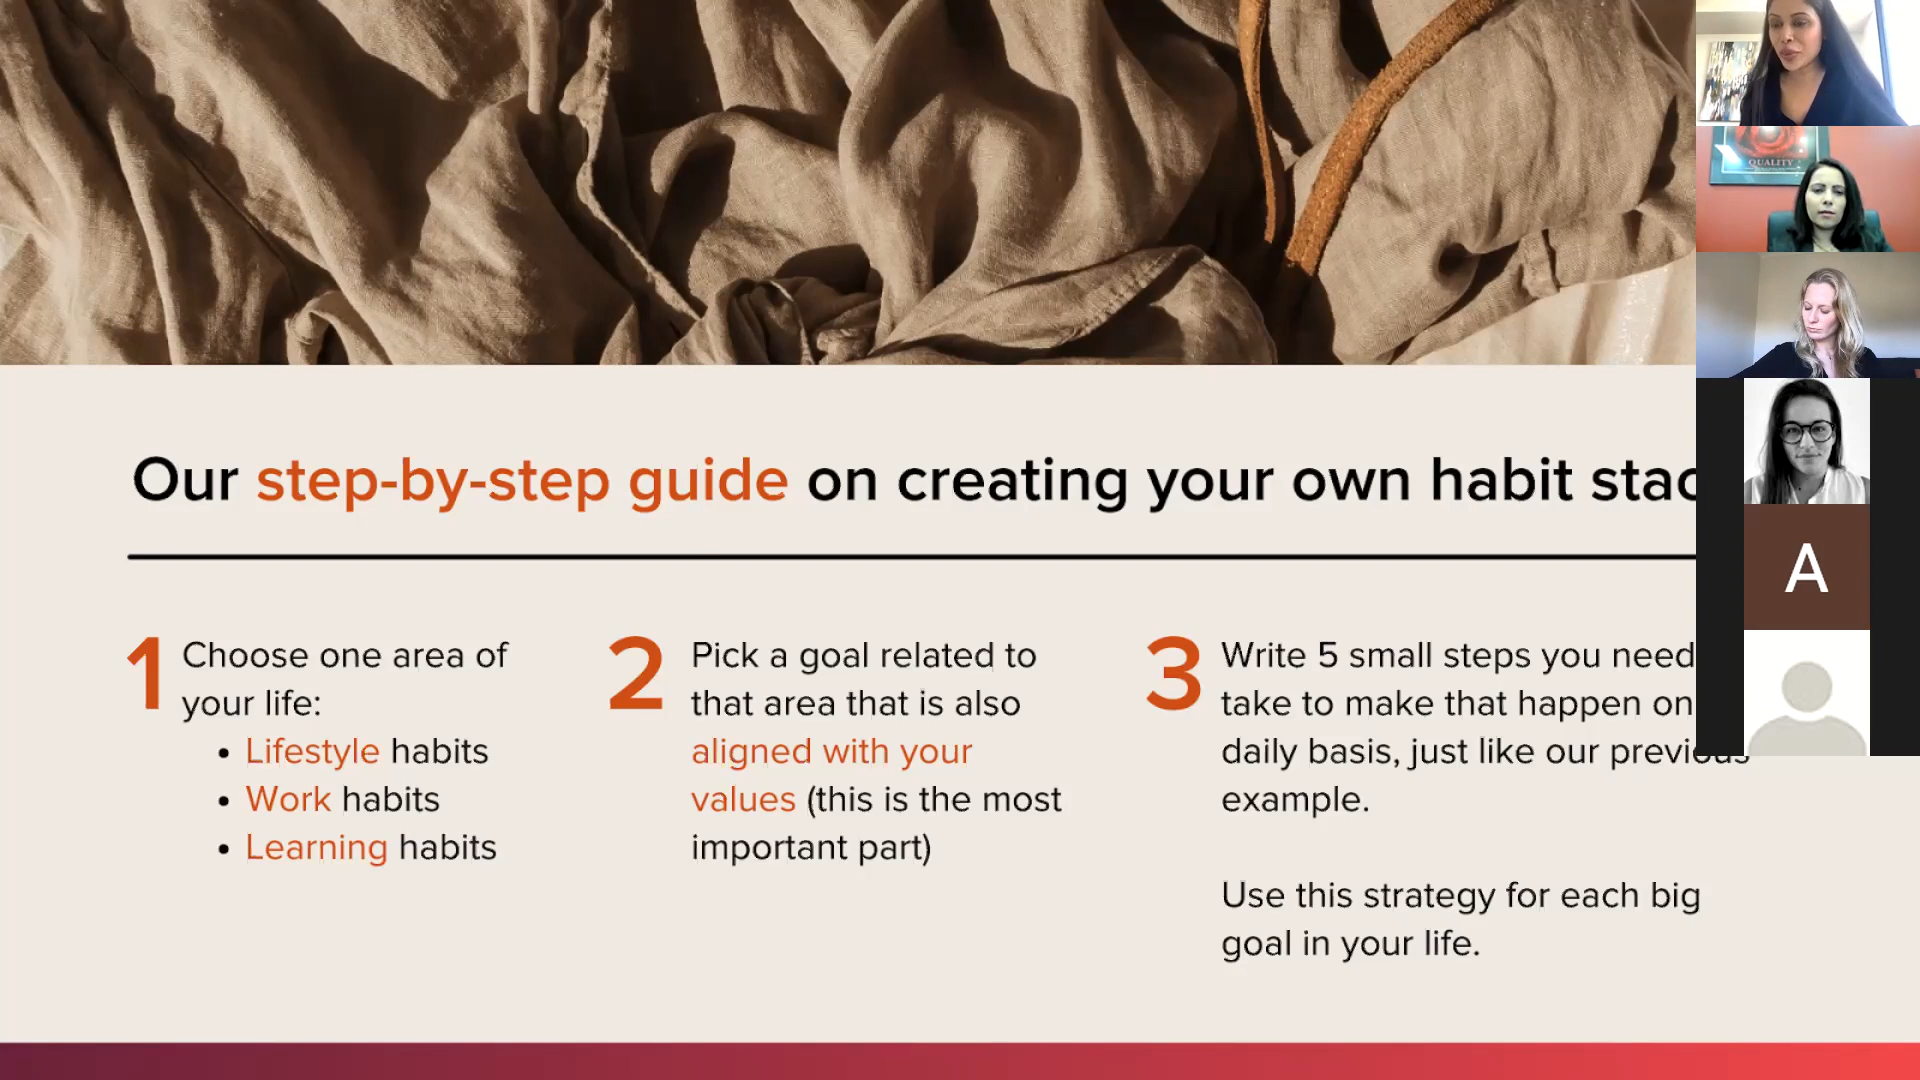 QUALITY
Our step-by-step guide on creating your own habit stac
1
Choose one area of
your life:
• Lifestyle habits
• Work habits
• Learning habits
2
Pick a goal related to
that area that is also
aligned with your
values (this is the most
important part)
3
Write 5 small steps you need
take to make that happen on
daily basis, just like our previous
example.
Use this strategy for each big
goal in your life.
A